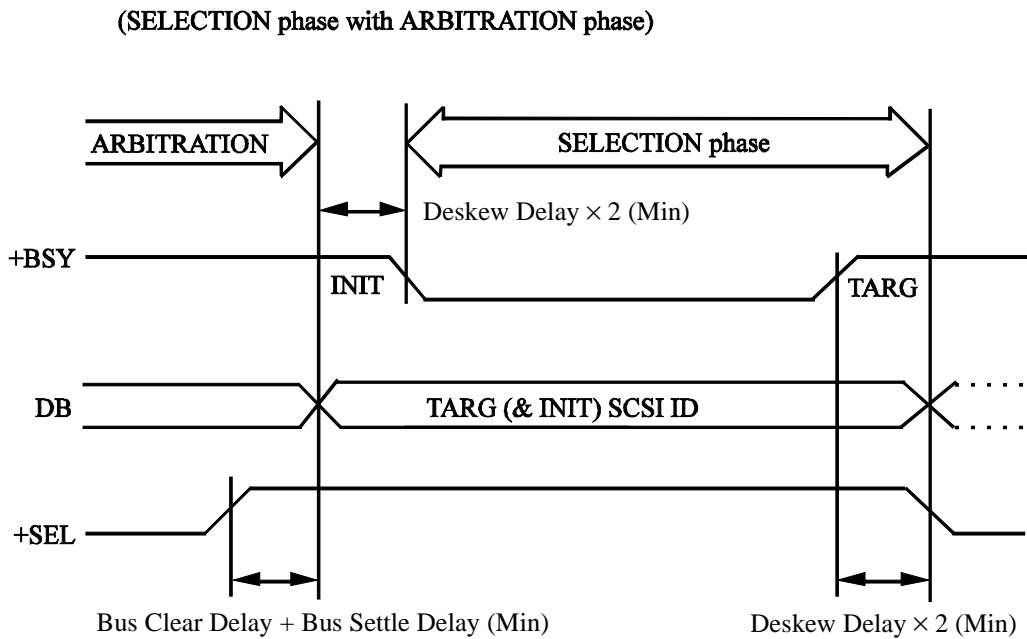 (SELECTION phase with ARBITRATION phase)
ARBITRATION
SELECTION phase
Deskew Delay × 2 (Min)
+BSY
INIT
TARG
DB
TARG (& INIT) SCSI ID
+SEL
Bus Clear Delay + Bus Settle Delay (Min)
Deskew Delay × 2 (Min)